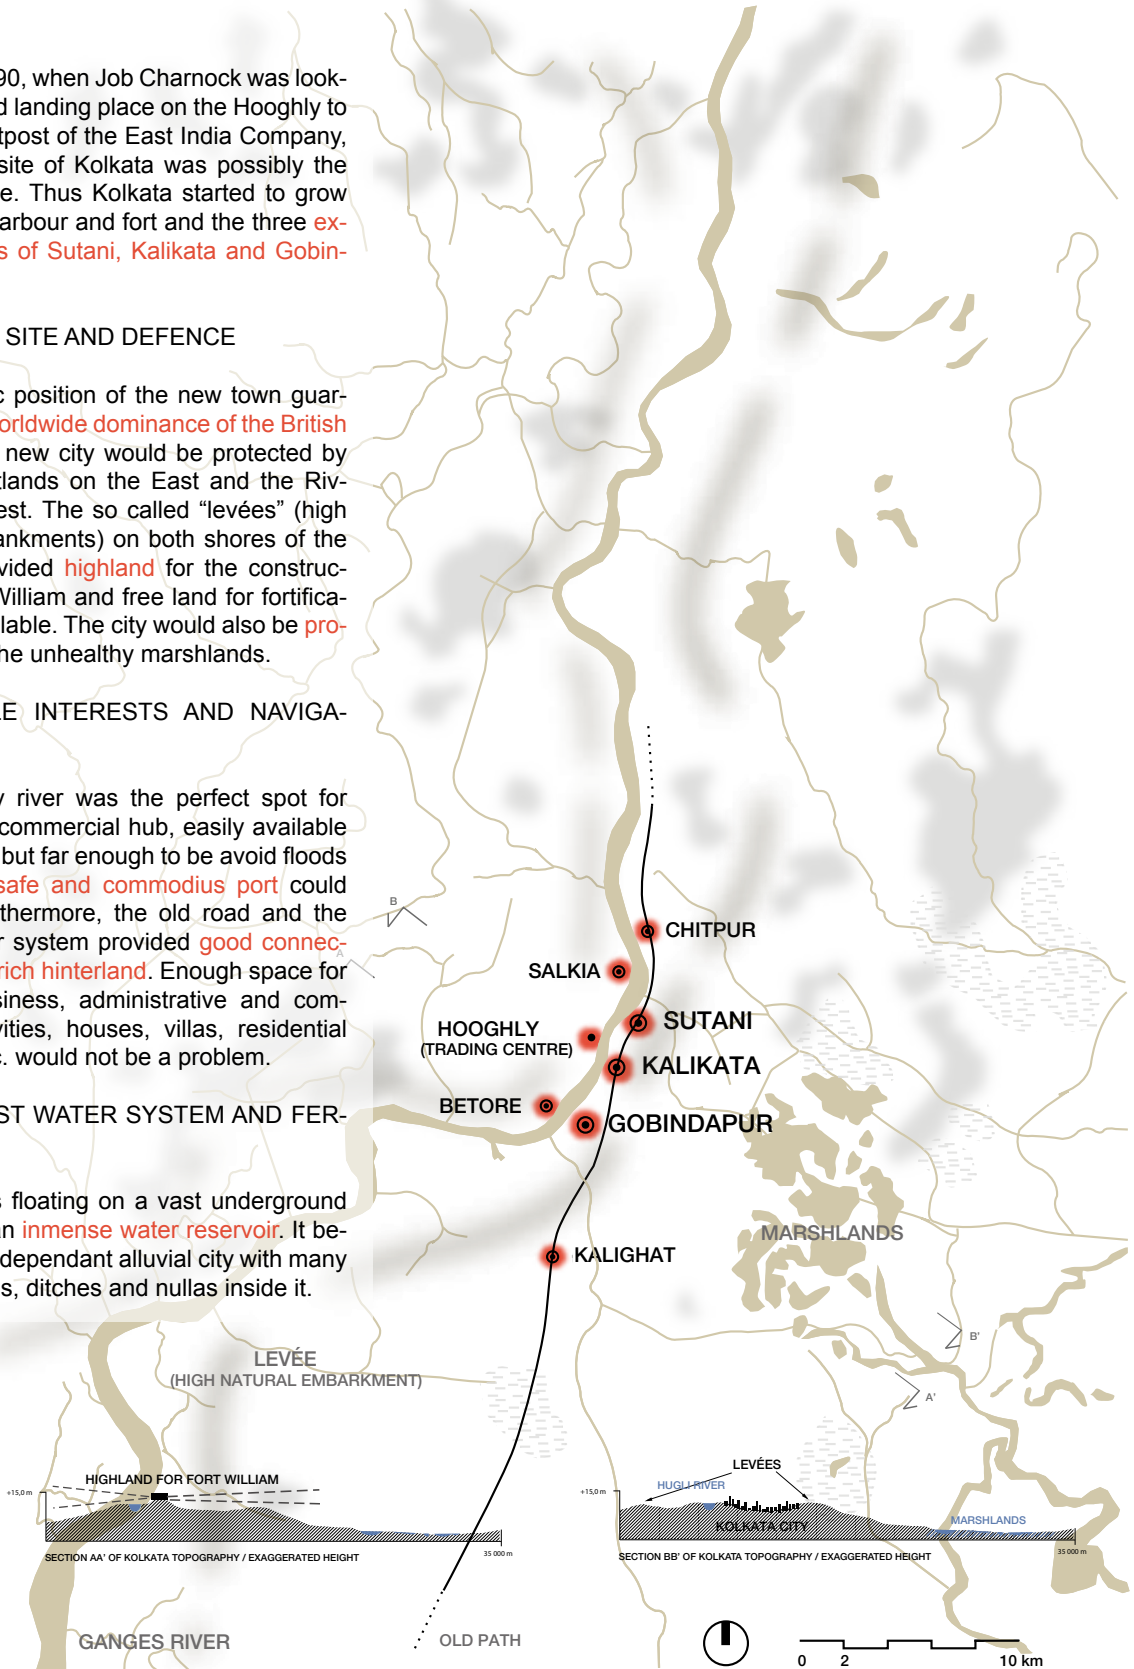 90, when Job Charnock was look-
d landing place on the Hooghly to
tpost of the East India Company,
site of Kolkata was possibly the
e. Thus Kolkata started to grow
arbour and fort and the three ex-
s of Sutani, Kalikata and Gobin-
SITE AND DEFENCE
c position of the new town guar-
orldwide dominance of the British
new city would be protected by
tlands on the East and the Riv-
est. The so called “levées” (high
ankments) on both shores of the
vided highland for the construc-
William and free land for fortifica-
lable. The city would also be pro-
he unhealthy marshlands.
LE INTERESTS AND NAVIGA-
y river was the perfect spot for
commercial hub, easily available
but far enough to be avoid floods
safe and commodius port could
thermore, the old road and the
r system provided good connec-
rich hinterland. Enough space for
siness, administrative and com-
vities, houses, villas, residential
c. would not be a problem.
ST WATER SYSTEM AND FER-
s floating on a vast underground
an inmense water reservoir. It be-
dependant alluvial city with many
s, ditches and nullas inside it.
B
A
CHITPUR
SALKIA
SUTANI
HOOGHLY
(TRADING CENTRE)
KALIKATA
BETORE
GOBINDAPUR
MARSHLANDS
KALIGHAT
B'
A'
LEVÉE
(HIGH NATURAL EMBARKMENT)
HIGHLAND FOR FORT WILLIAM
+15,0 m
35 000 m
SECTION AA' OF KOLKATA TOPOGRAPHY / EXAGGERATED HEIGHT
LEVÉES
HUGLI RIVER
+15,0 m
KOLKATA CITY
MARSHLANDS
35 000 m
SECTION BB' OF KOLKATA TOPOGRAPHY / EXAGGERATED HEIGHT
GANGES RIVER
OLD PATH
0 2 10 km